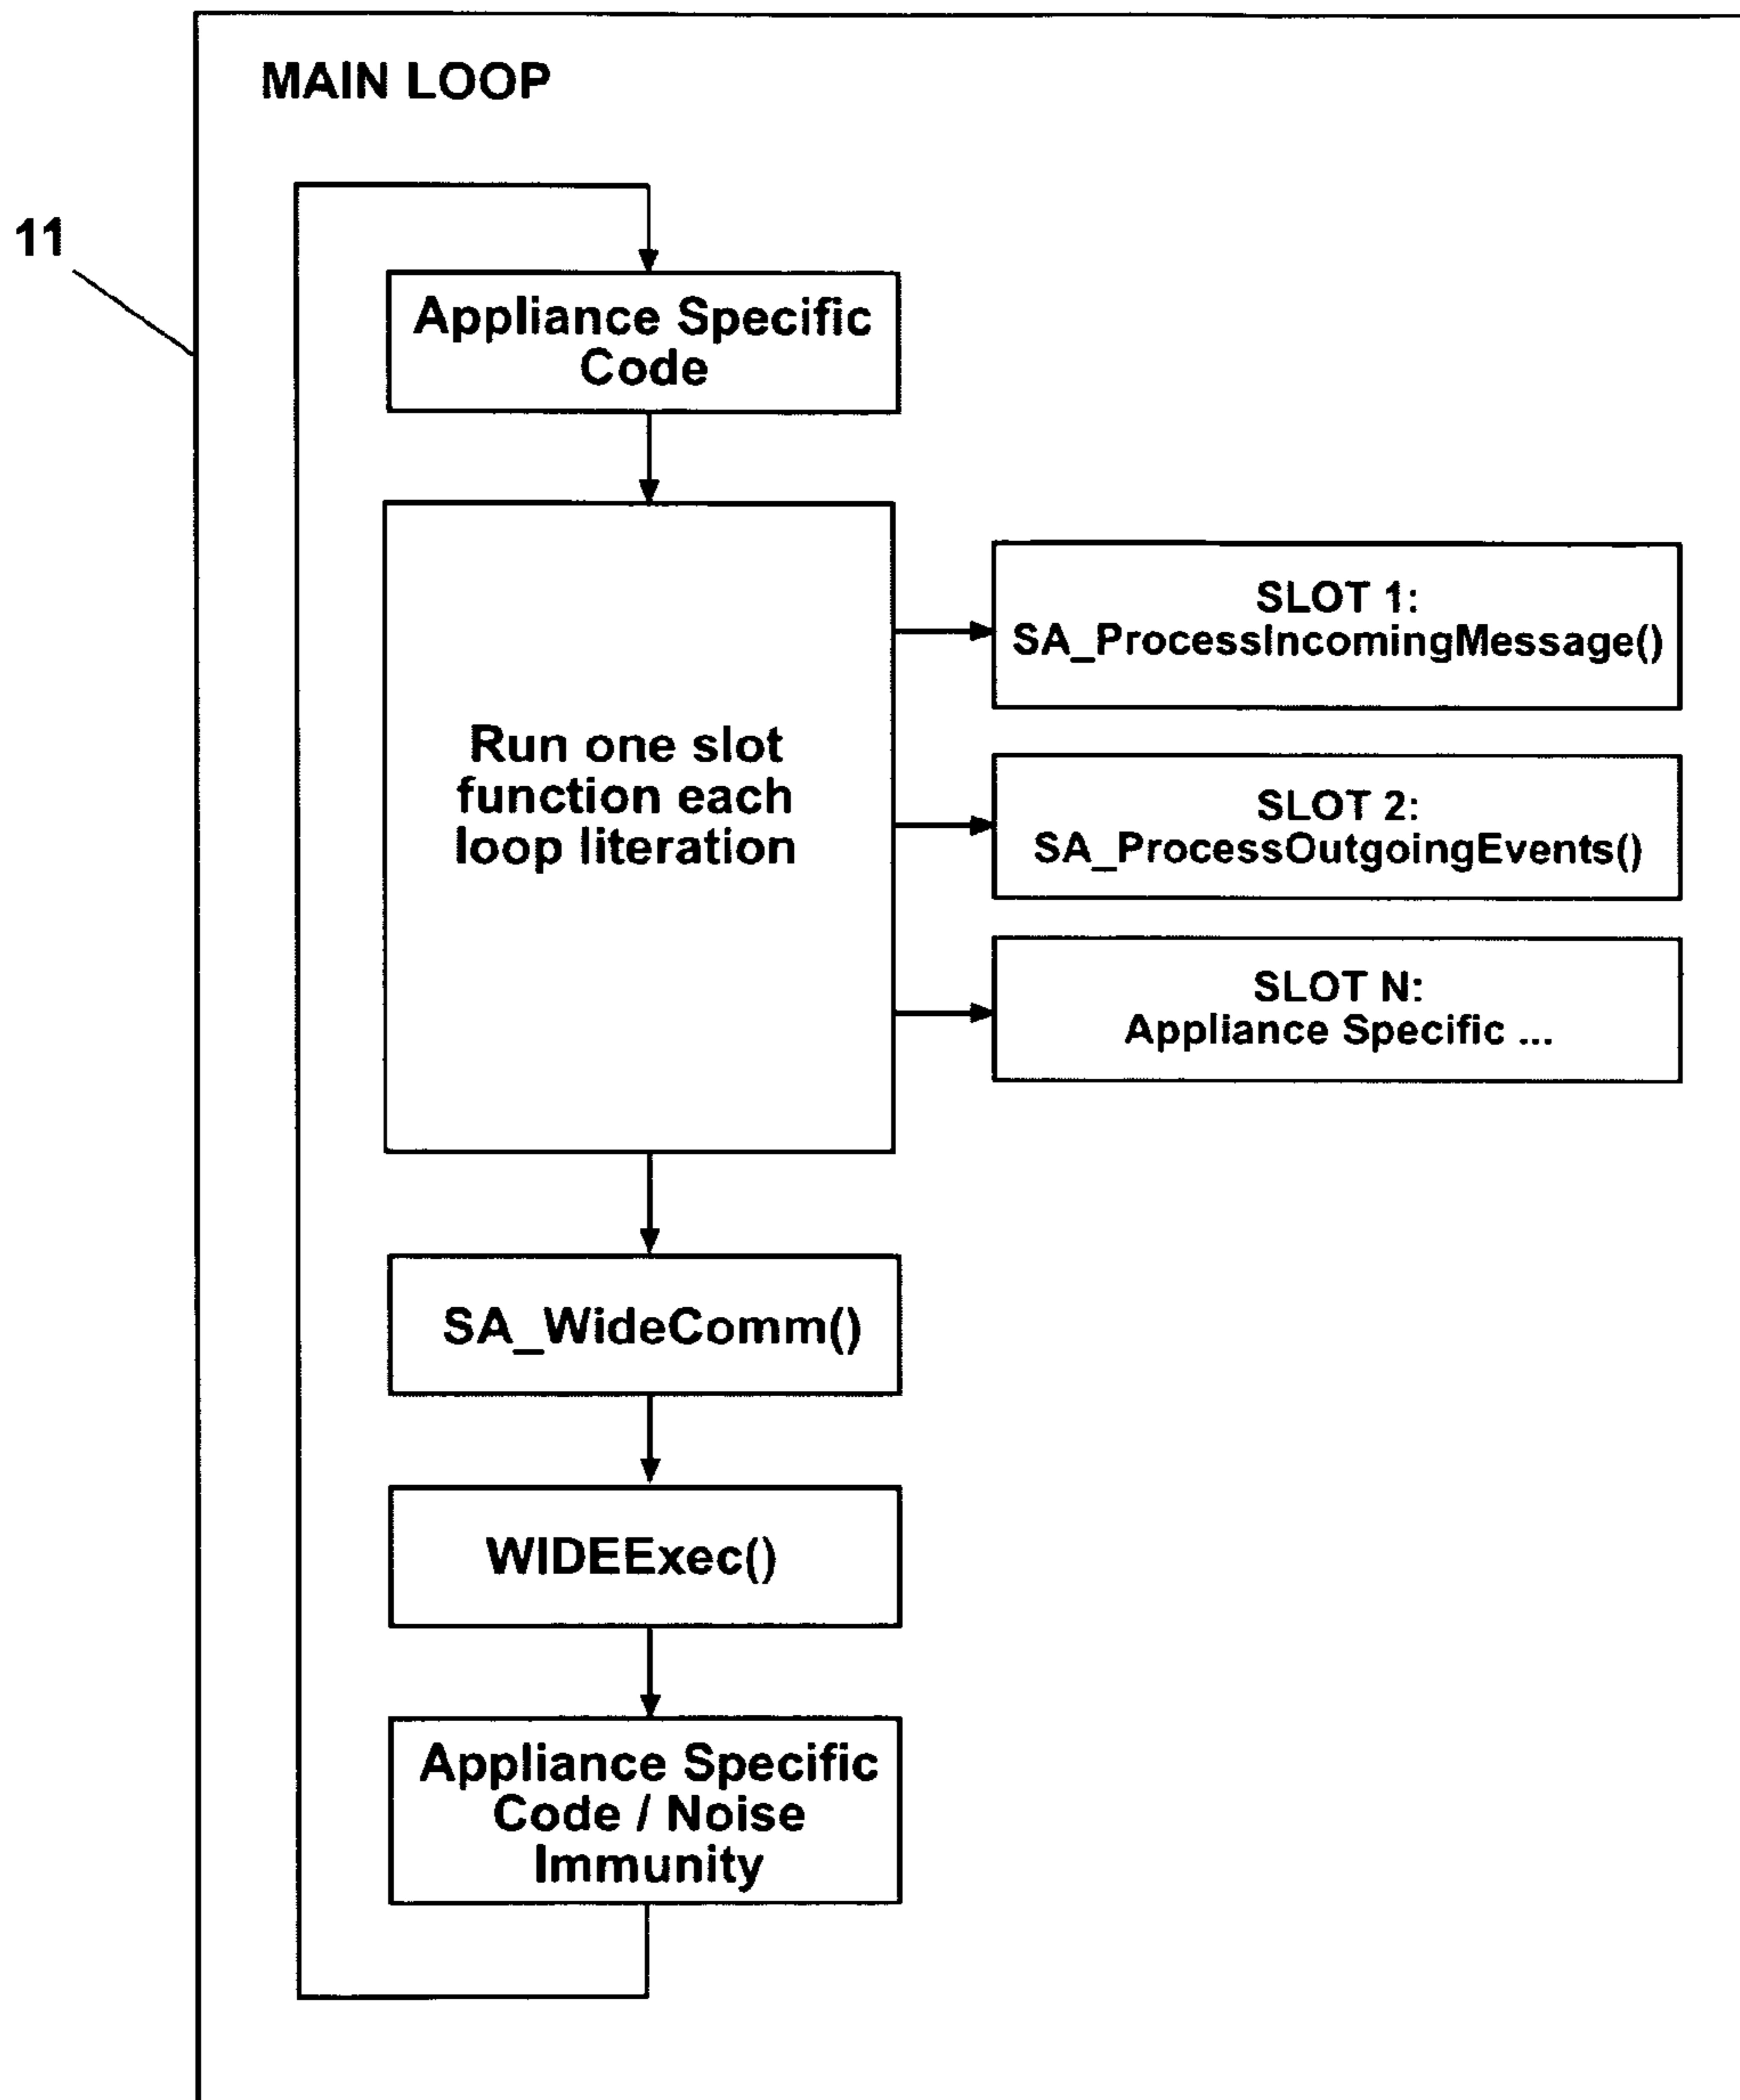 MAIN LOOP
11
Appliance Specific
Code
Run one slot
function each
loop literation
SLOT 1:
SA_ProcessIncomingMessage()
SLOT 2:
SA_ProcessOutgoingEvents()
SLOT N:
Appliance Specific ...
SA_WideComm()
WIDEExec()
Appliance Specific
Code / Noise
Immunity